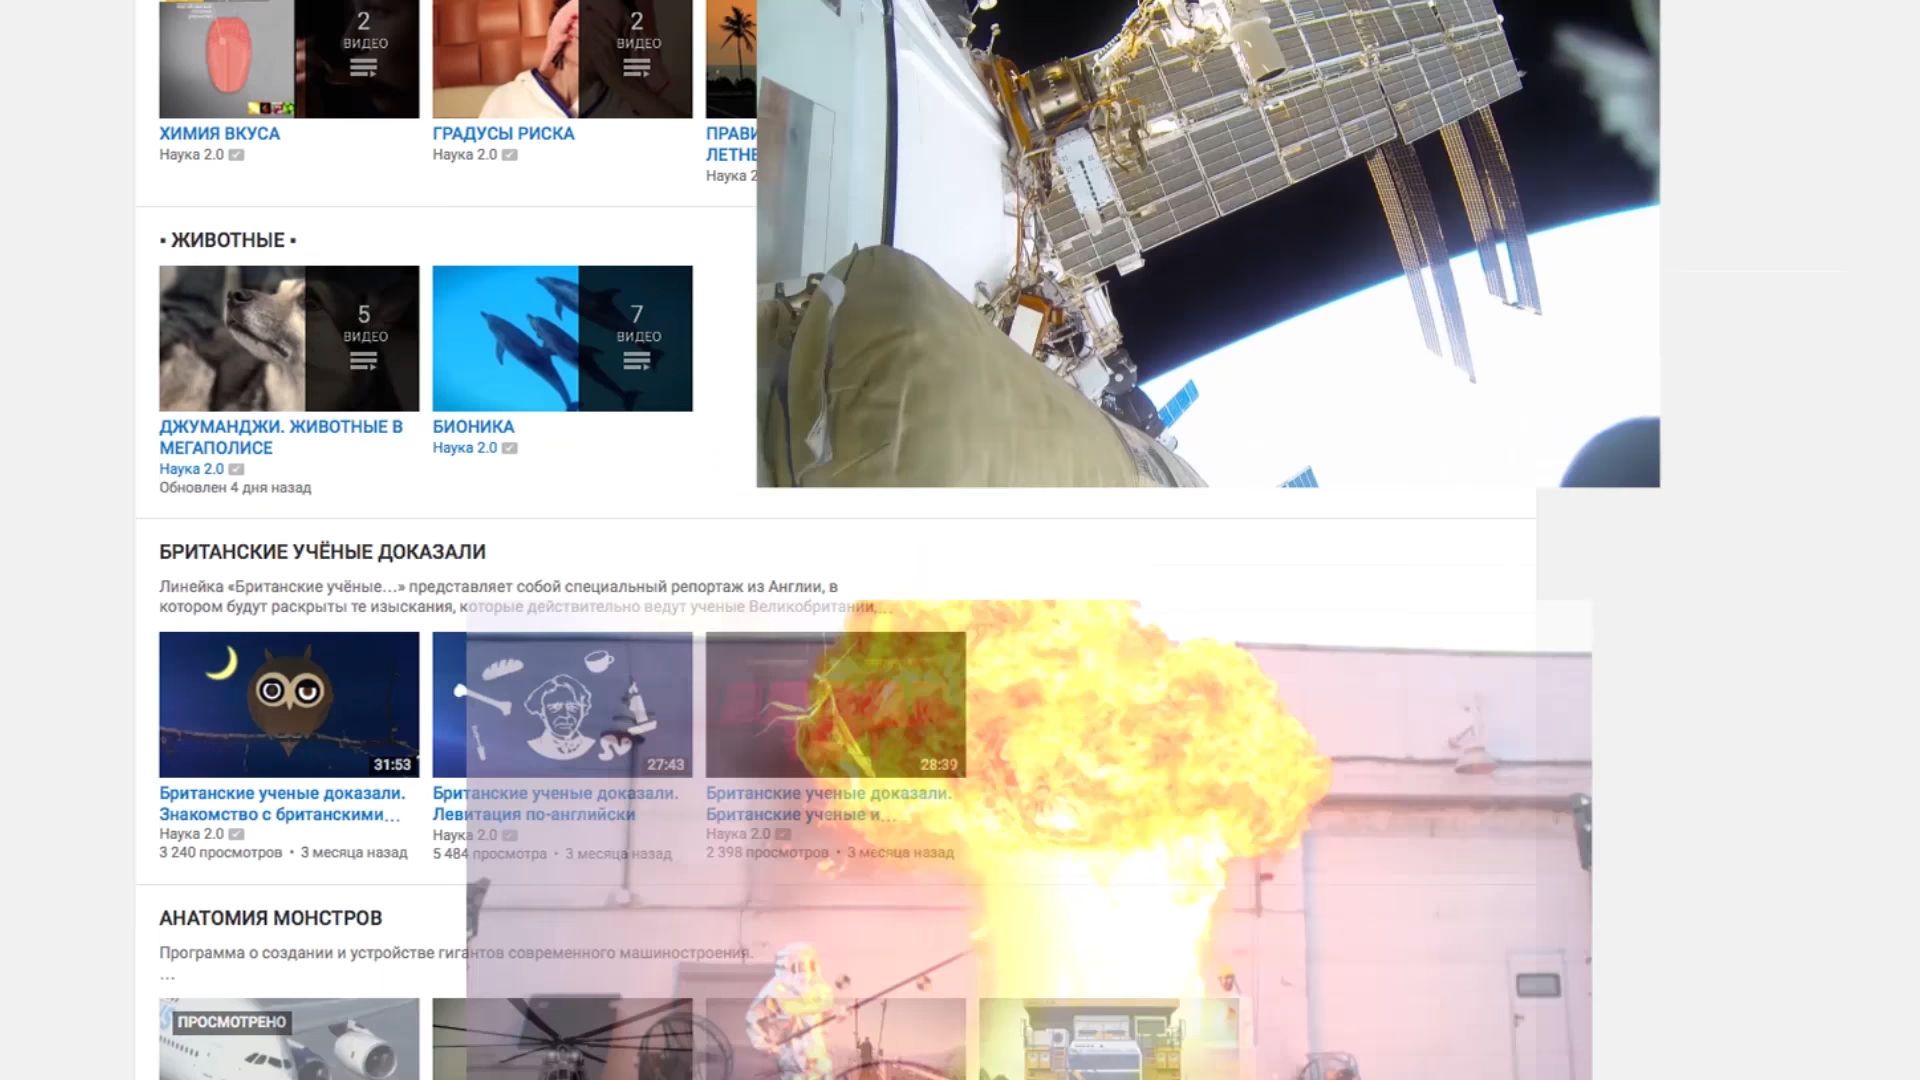 2
ВИДЕО
2
ВИДЕО
ХИМИЯ ВКУСА
Наука 2.0
ГРАДУСЫ РИСКА
Наука 2.0
ПРАВИ
ЛЕТНЕ
Наука 2
▪ ЖИВОТНЫЕ ▪
5
ВИДЕО
7
ВИДЕО
ДЖУМАНДЖИ. ЖИВОТНЫЕ В
МЕГАПОЛИСЕ
Наука 2.0
Обновлен 4 дня назад
БИОНИКА
Наука 2.0
БРИТАНСКИЕ УЧЁНЫЕ ДОКАЗАЛИ
Линейка «Британские учёные...» представляет собой специальный репортаж из Англии, в
котором будут раскрыты те изыскания, которые действительно ведут ученые Великобритании,...
31:53
27:43
28:39
Британские ученые доказали.
Знакомство с британскими...
Наука 2.0
3 240 просмотров • 3 месяца назад
Британские ученые доказали.
Левитация по-английски
Наука 2.0
5 484 просмотра • 3 месяца назад
Британские ученые доказали.
Британские ученые и...
Наука 2.0
2 398 просмотров • 3 месяца назад
АНАТОМИЯ МОНСТРОВ
Программа о создании и устройстве гигантов современного машиностроения.
...
ПРОСМОТРЕНО